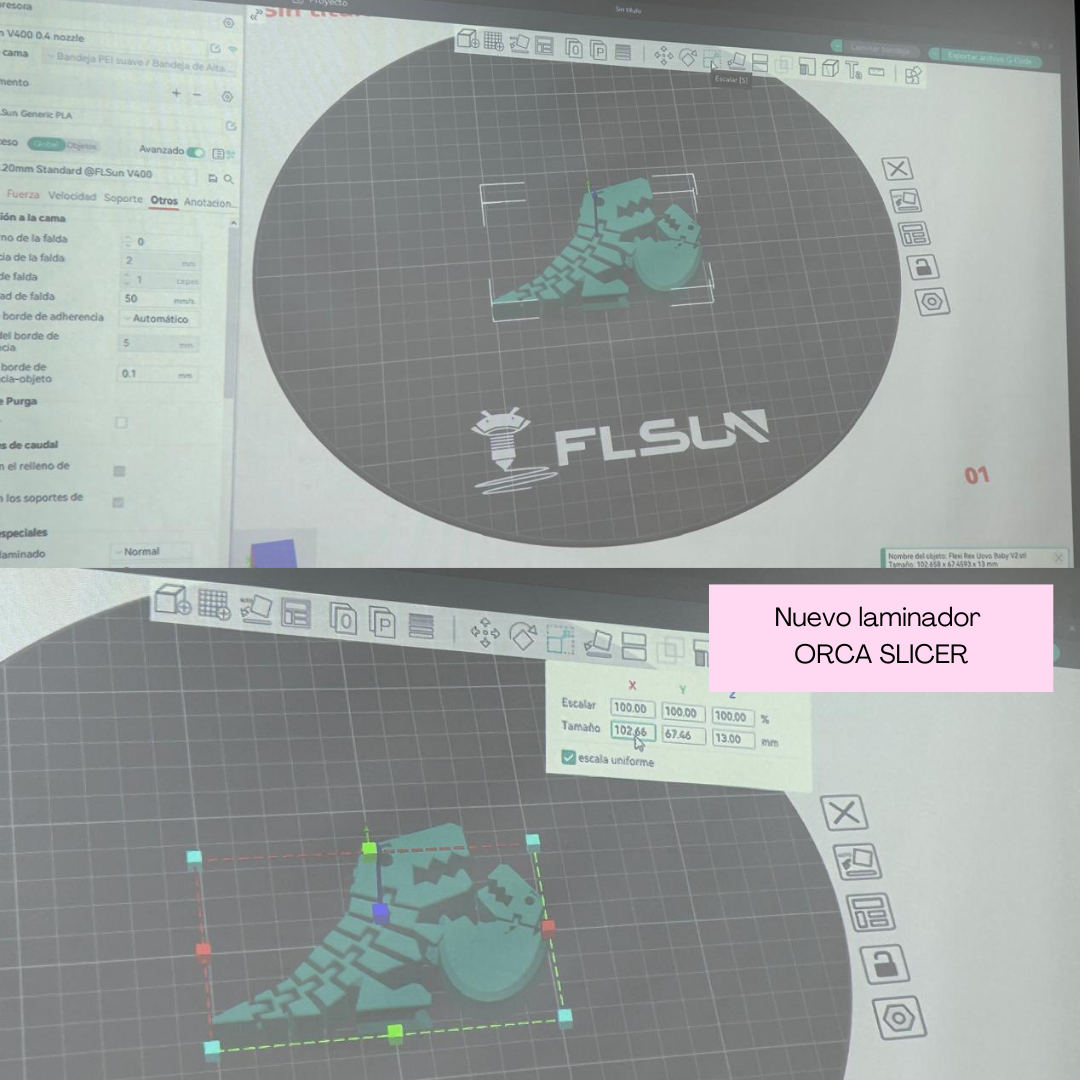 Proyecto
Sin título
V400 0.4 nozzle
cama
Bandeja PEI suave / Bandeja de Alta...
Sun Generic PLA
Global
Objetos
Avanzado
.20mm Standard @FLSun V400
Fuerza
Velocidad
Soporte
Otros
Anotacion...
ión a la cama
no de la falda
0
ia de la falda
2
mm
de falda
1
capas
ad de falda
50
mm/s
borde de adherencia
Automático
del borde de
cia
5
mm
borde de
cia-objeto
0.1
mm
e Purga
es de caudal
n el relleno de
n los soportes de
speciales
laminado
Normal
Laminar bandeja
Exportar archivo G-Code
Escalar [S]
FLSUN
01
Nombre del objeto: Flexi Rex Uovo Baby V2.stl
Tamaño: 102.658 x 67.4593 x 13 mm
Nuevo laminador
ORCA SLICER
X
Y
Z
Escalar
100.00
100.00
100.00
%
Tamaño
102.66
67.46
13.00
mm
escala uniforme